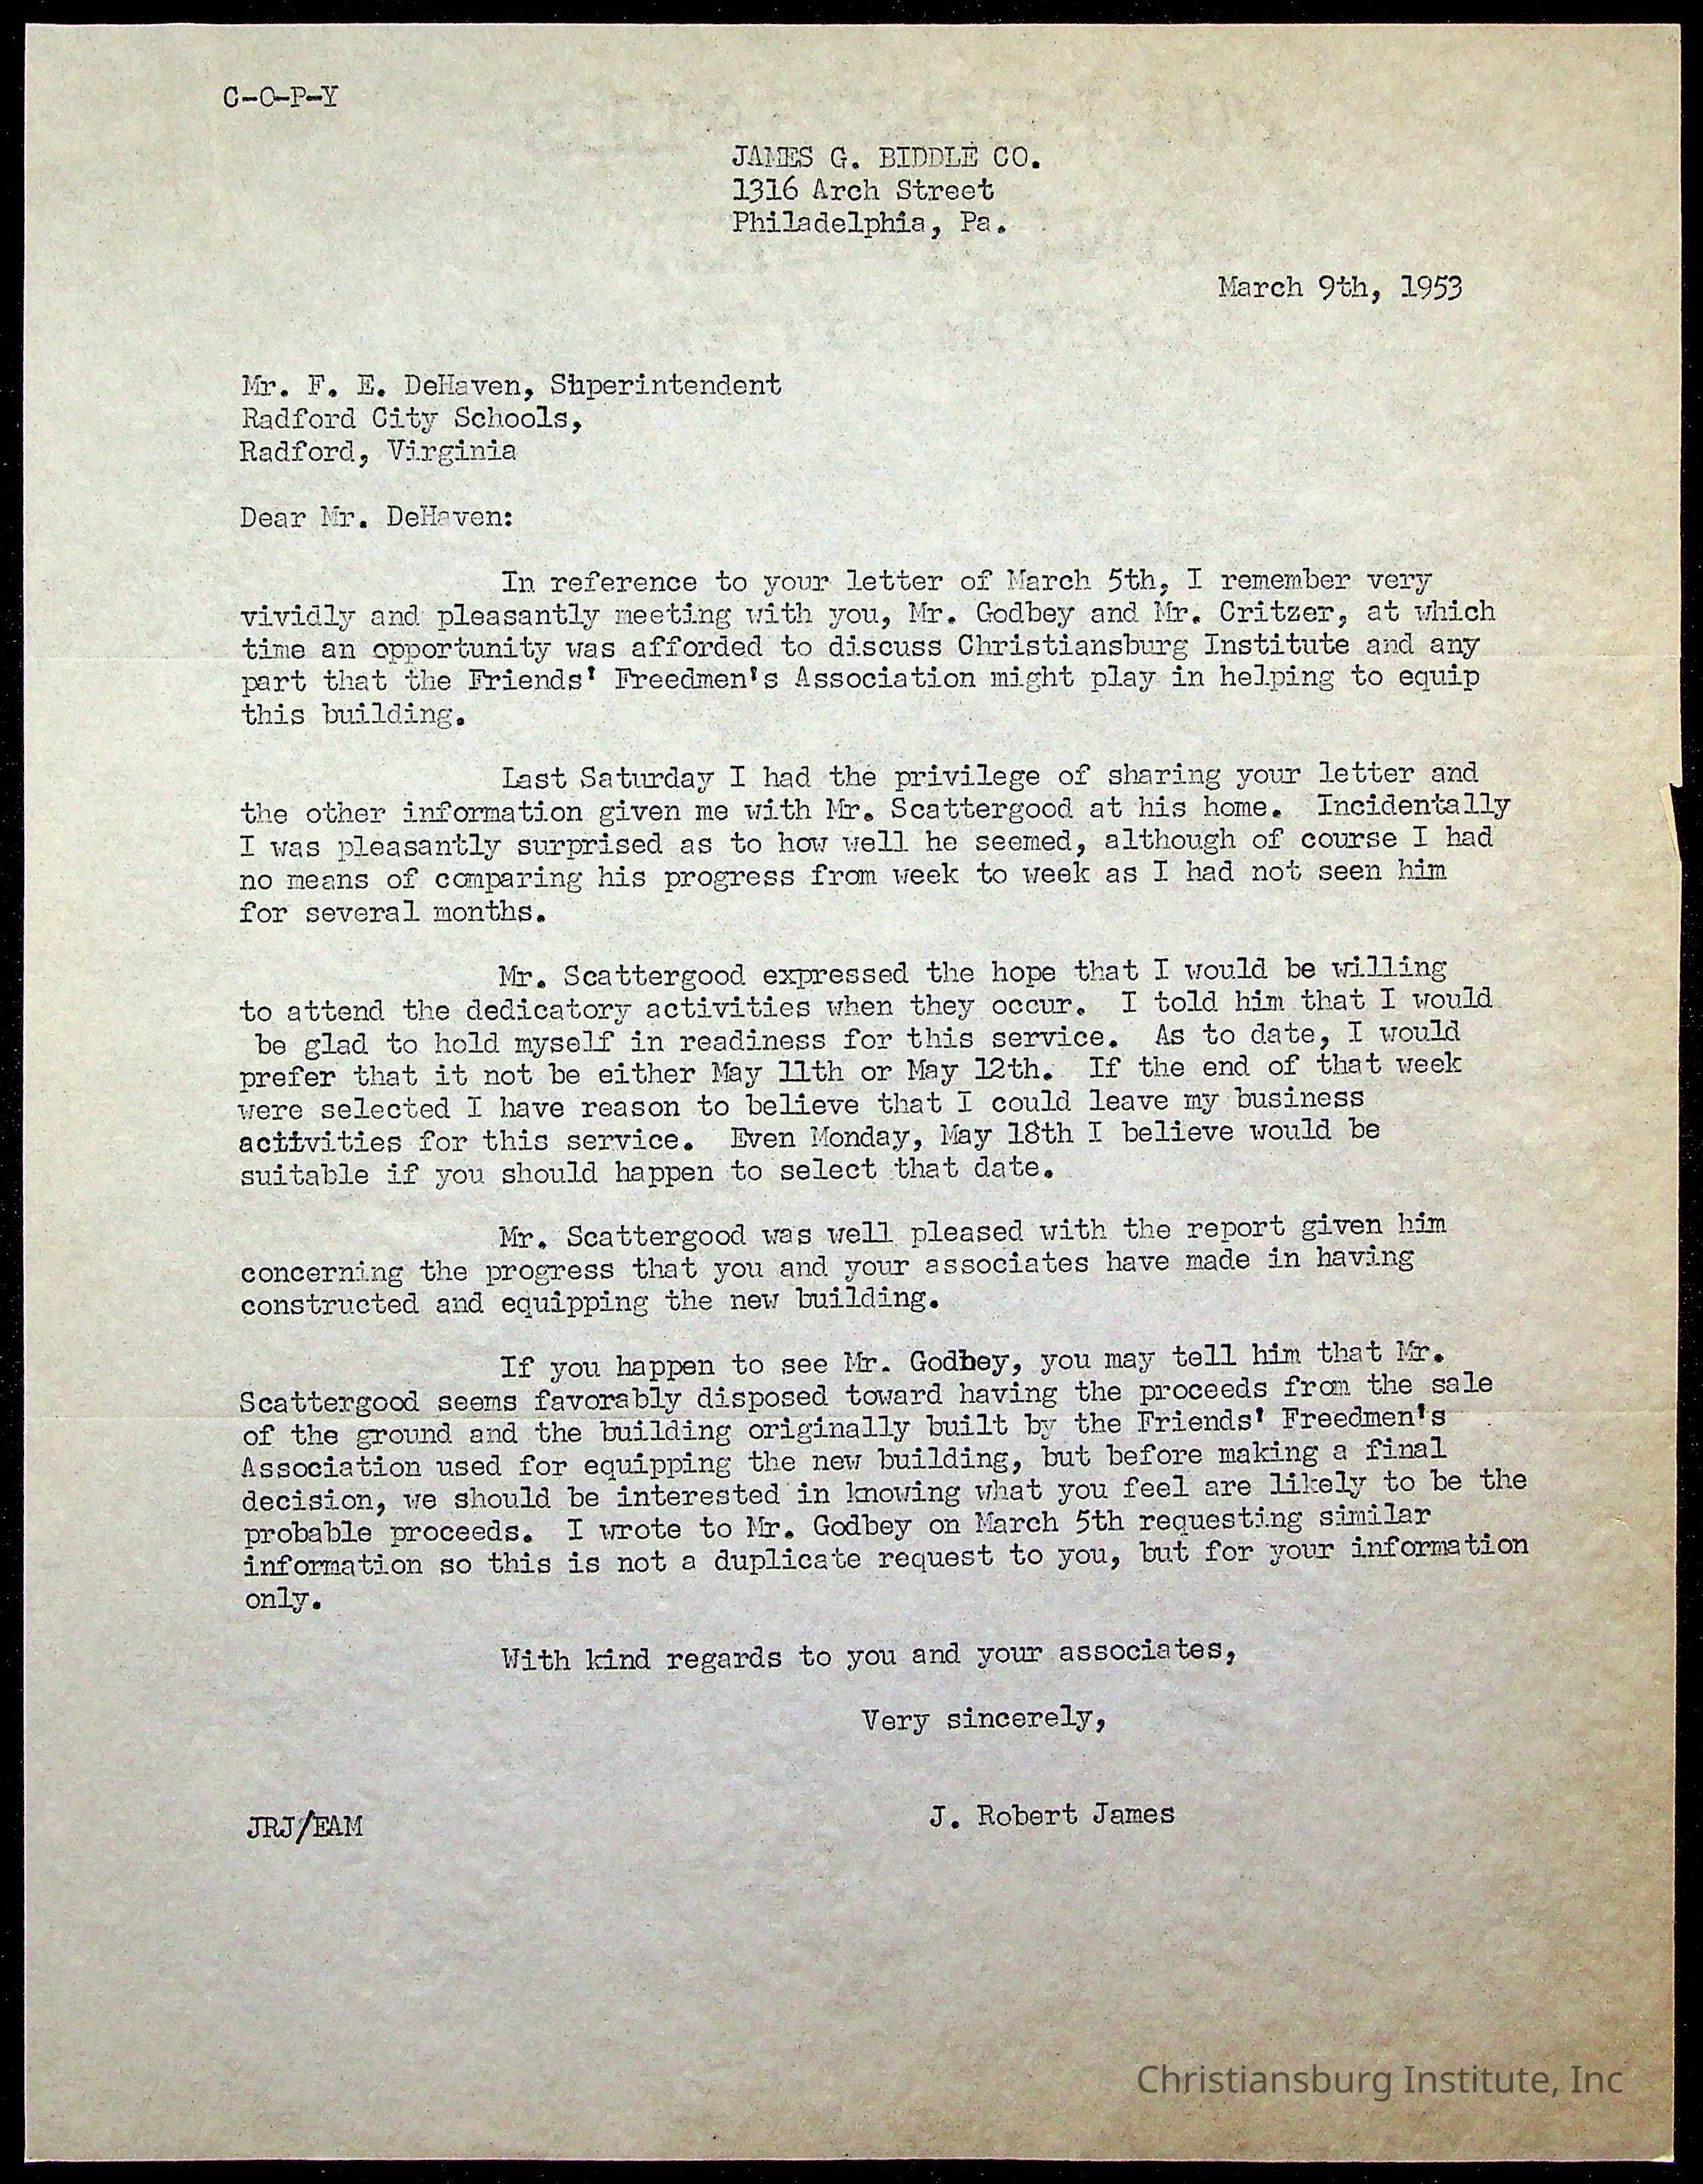 C-O-P-Y
JAMES G. BIDDLE CO.
1316 Arch Street
Philadelphia, Pa.
March 9th, 1953
Mr. F. E. DeHaven, Superintendent
Radford City Schools,
Radford, Virginia
Dear Mr. DeHaven:
In reference to your letter of March 5th, I remember very
vividly and pleasantly meeting with you, Mr. Godbey and Mr. Critzer, at which
time an opportunity was afforded to discuss Christiansburg Institute and any
part that the Friends' Freedmen's Association might play in helping to equip
this building.
Last Saturday I had the privilege of sharing your letter and
the other information given me with Mr. Scattergood at his home. Incidentally
I was pleasantly surprised as to how well he seemed, although of course I had
no means of comparing his progress from week to week as I had not seen him
for several months.
Mr. Scattergood expressed the hope that I would be willing
to attend the dedicatory activities when they occur. I told him that I would
be glad to hold myself in readiness for this service. As to date, I would
prefer that it not be either May 11th or May 12th. If the end of that week
were selected I have reason to believe that I could leave my business
activities for this service. Even Monday, May 18th I believe would be
suitable if you should happen to select that date.
Mr. Scattergood was well pleased with the report given him
concerning the progress that you and your associates have made in having
constructed and equipping the new building.
If you happen to see Mr. Godbey, you may tell him that Mr.
Scattergood seems favorably disposed toward having the proceeds from the sale
of the ground and the building originally built by the Friends' Freedmen's
Association used for equipping the new building, but before making a final
decision, we should be interested in knowing what you feel are likely to be the
probable proceeds. I wrote to Mr. Godbey on March 5th requesting similar
information so this is not a duplicate request to you, but for your information
only.
With kind regards to you and your associates,
Very sincerely,
J. Robert James
JRJ/EAM
Christiansburg Institute, Inc